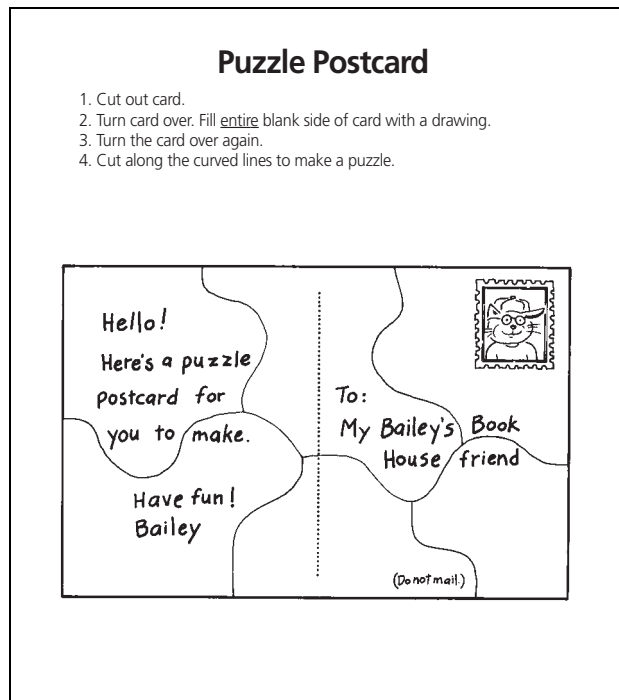 Puzzle Postcard
1. Cut out card.
2. Turn card over. Fill entire blank side of card with a drawing.
3. Turn the card over again.
4. Cut along the curved lines to make a puzzle.
Hello!
Here's a puzzle
postcard for
you to make.
Have fun!
Bailey
To:
My Bailey's Book
House friend
(Do not mail.)